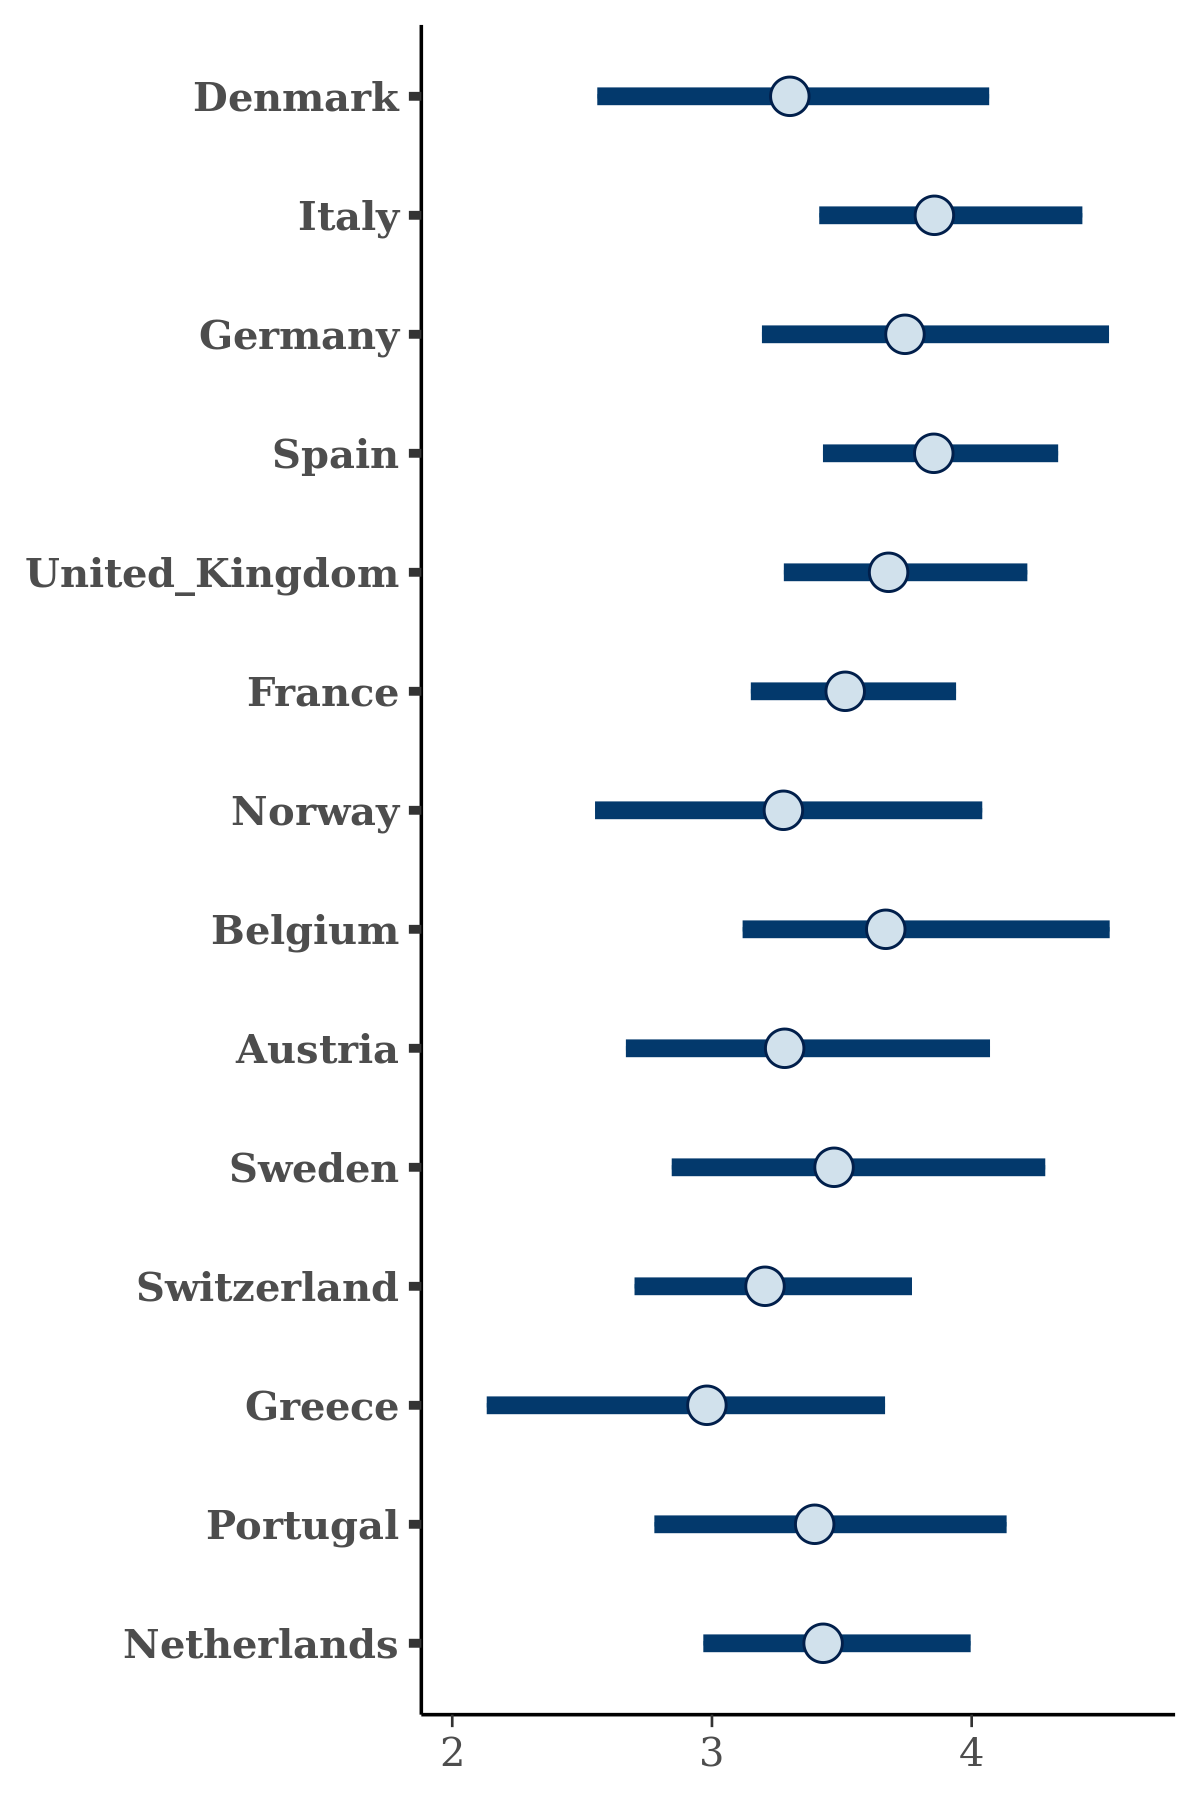 Denmark
Italy
Germany
Spain
United_Kingdom
France
Norway
Belgium
Austria
Sweden
Switzerland
Greece
Portugal
Netherlands
2 3 4